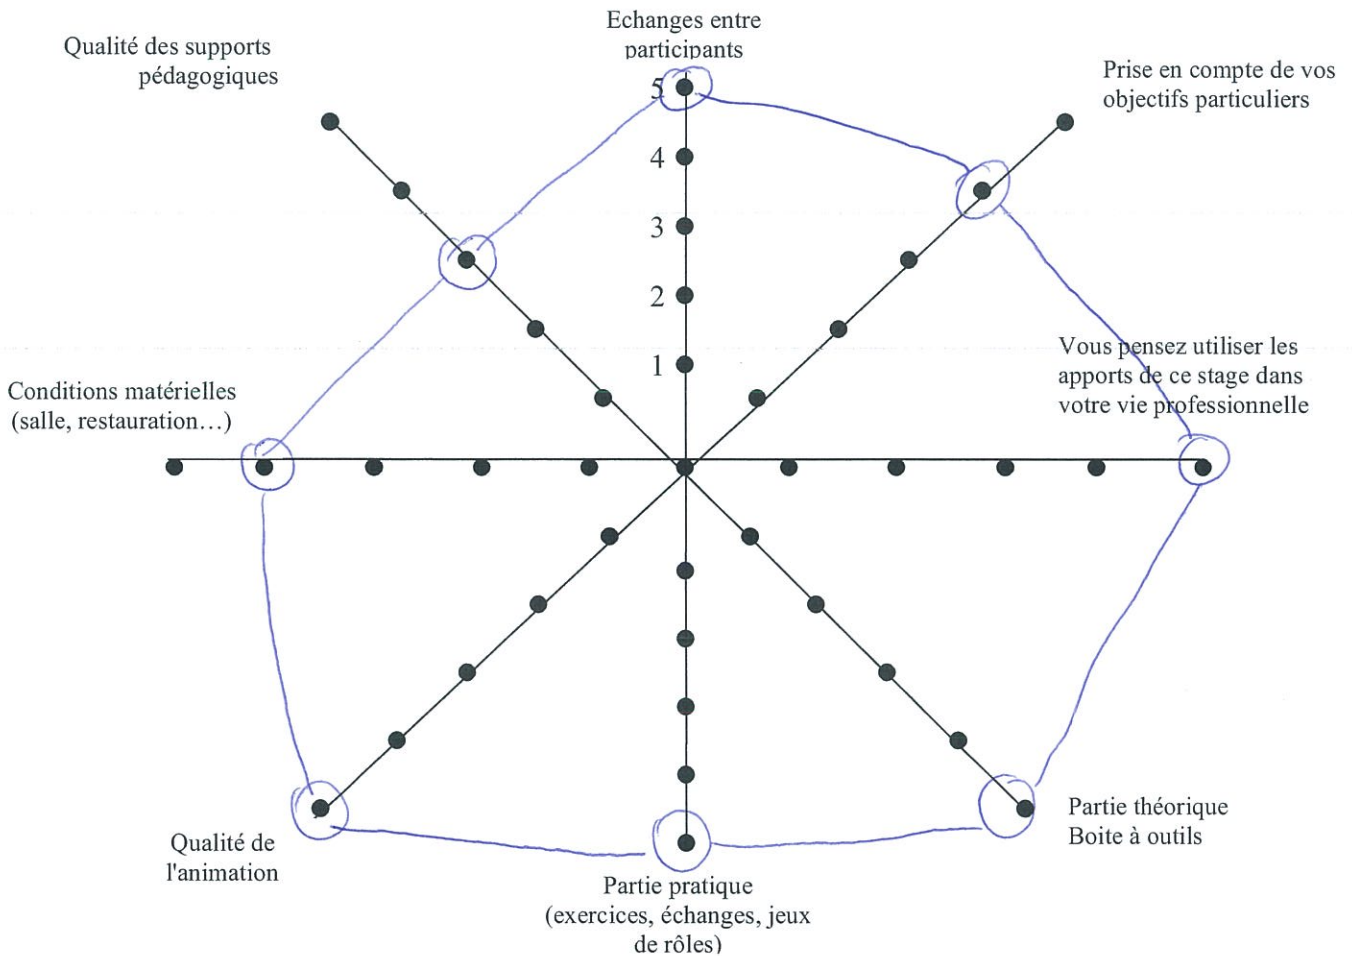 Echanges entre
participants
Qualité des supports
pédagogiques
Prise en compte de vos
objectifs particuliers
5
4
3
2
1
Vous pensez utiliser les
apports de ce stage dans
votre vie professionnelle
Conditions matérielles
(salle, restauration…)
Partie théorique
Boite à outils
Qualité de
l'animation
Partie pratique
(exercices, échanges, jeux
de rôles)